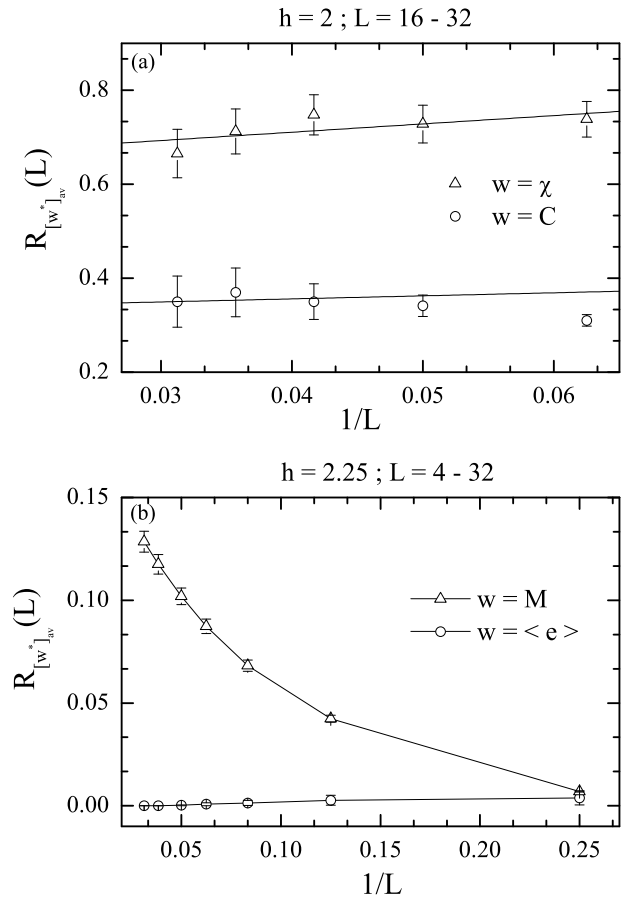 h = 2 ; L = 16 - 32
(a)
0.8
0.6
0.4
0.2
R[w*]av(L)
w = χ
w = C
0.03 0.04 0.05 0.06
1/L
h = 2.25 ; L = 4 - 32
(b)
0.15
0.10
0.05
0.00
R[w*]av(L)
w = M
w = < e >
0.05 0.10 0.15 0.20 0.25
1/L